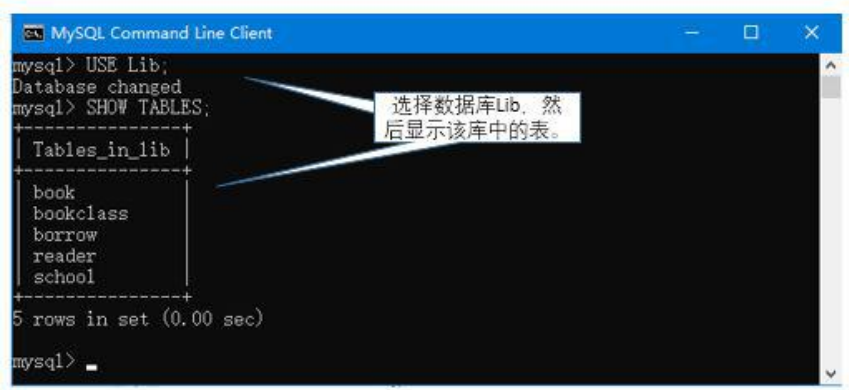 MySQL Command Line Client
mysql> USE Lib;
Database changed
mysql> SHOW TABLES;
+---------------+
| Tables_in_lib |
+---------------+
| book          |
| bookclass     |
| borrow        |
| reader        |
| school        |
+---------------+
5 rows in set (0.00 sec)
mysql>
选择数据库Lib，然
后显示该库中的表。